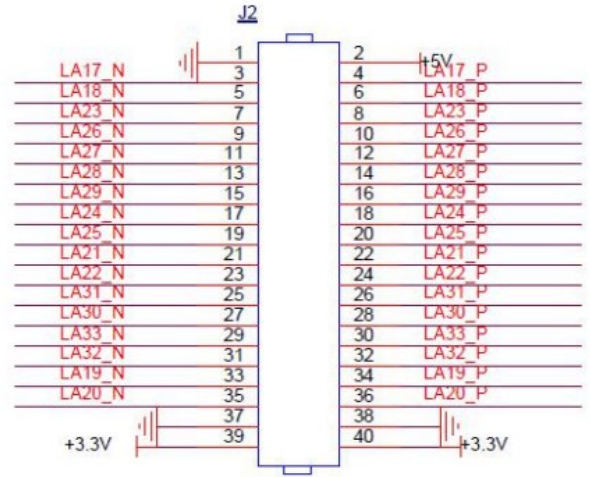 J2
1 2 +5V
LA17_N 3 4 LA17_P
LA18_N 5 6 LA18_P
LA23_N 7 8 LA23_P
LA26_N 9 10 LA26_P
LA27_N 11 12 LA27_P
LA28_N 13 14 LA28_P
LA29_N 15 16 LA29_P
LA24_N 17 18 LA24_P
LA25_N 19 20 LA25_P
LA21_N 21 22 LA21_P
LA22_N 23 24 LA22_P
LA31_N 25 26 LA31_P
LA30_N 27 28 LA30_P
LA33_N 29 30 LA33_P
LA32_N 31 32 LA32_P
LA19_N 33 34 LA19_P
LA20_N 35 36 LA20_P
37 38
+3.3V 39 40 +3.3V